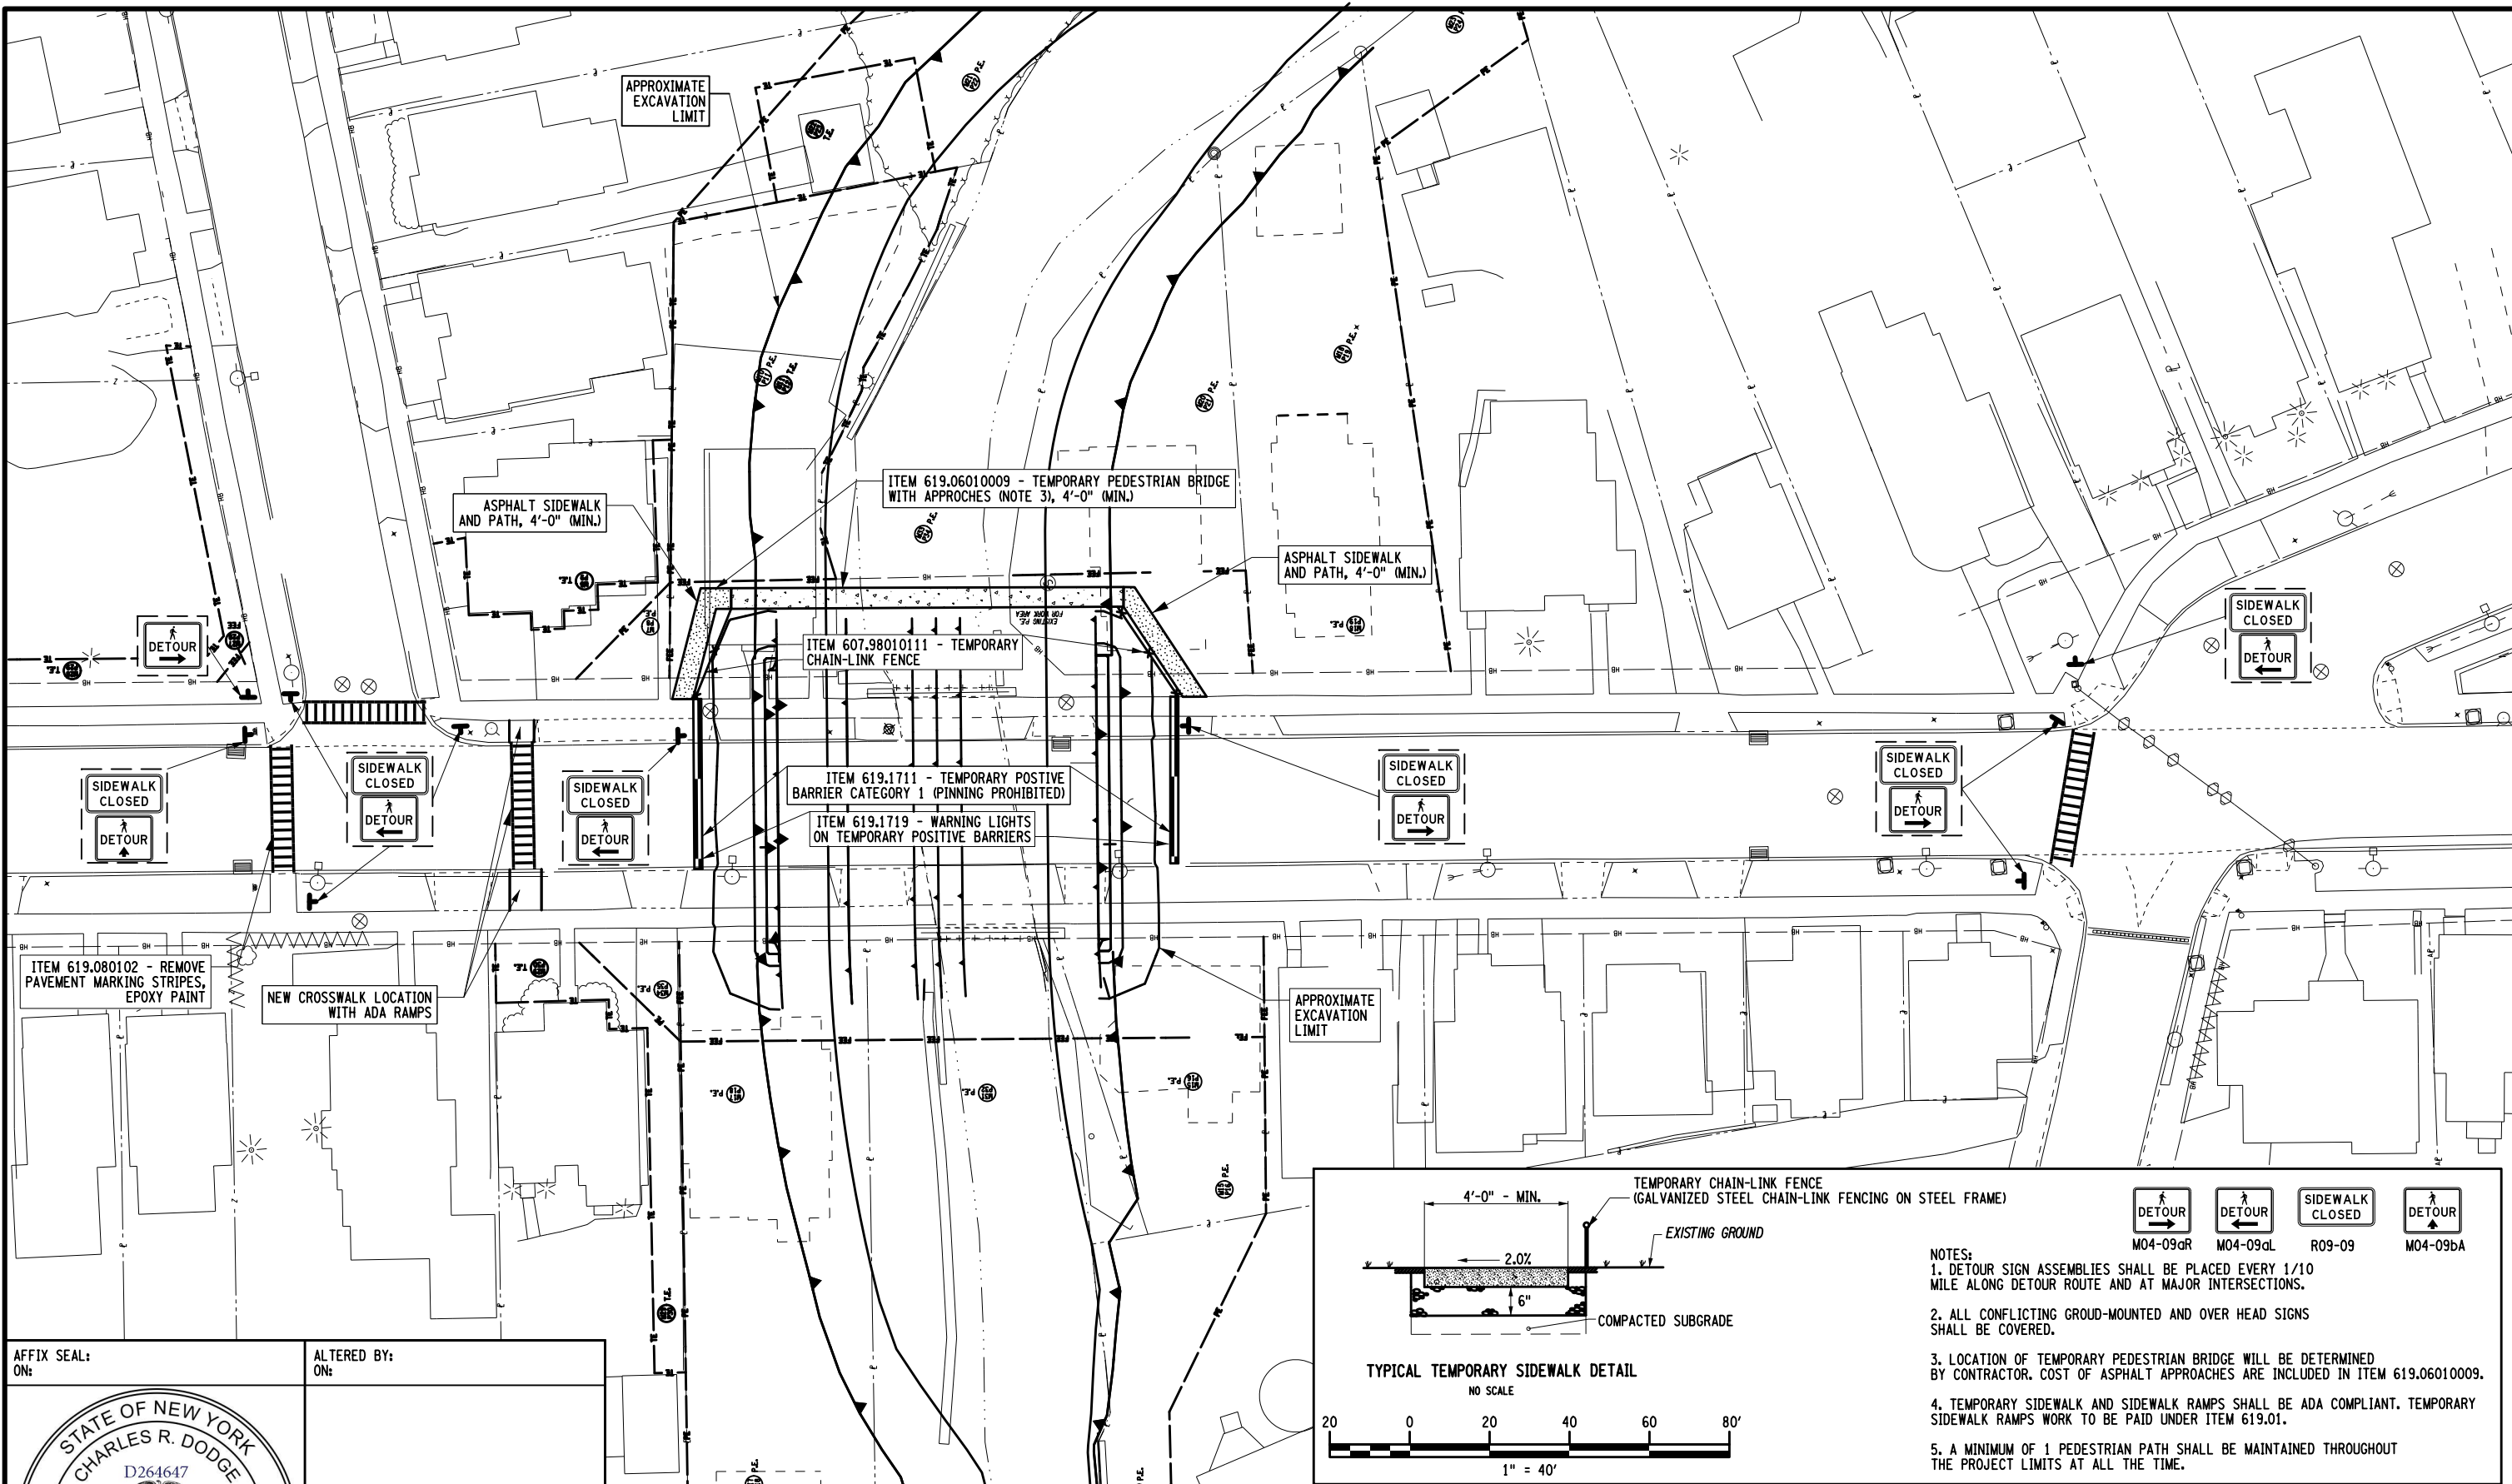 APPROXIMATE
EXCAVATION
LIMIT
ITEM 619.06010009 - TEMPORARY PEDESTRIAN BRIDGE
WITH APPROCHES (NOTE 3), 4'-0" (MIN.)
ASPHALT SIDEWALK
AND PATH, 4'-0" (MIN.)
ASPHALT SIDEWALK
AND PATH, 4'-0" (MIN.)
EXISTING P.E.
FOR WORK AREA
DETOUR
ITEM 607.98010111 - TEMPORARY
CHAIN-LINK FENCE
SIDEWALK
CLOSED
DETOUR
SIDEWALK
CLOSED
DETOUR
SIDEWALK
CLOSED
DETOUR
SIDEWALK
CLOSED
DETOUR
ITEM 619.1711 - TEMPORARY POSTIVE
BARRIER CATEGORY 1 (PINNING PROHIBITED)
ITEM 619.1719 - WARNING LIGHTS
ON TEMPORARY POSITIVE BARRIERS
SIDEWALK
CLOSED
DETOUR
SIDEWALK
CLOSED
DETOUR
ITEM 619.080102 - REMOVE
PAVEMENT MARKING STRIPES,
EPOXY PAINT
NEW CROSSWALK LOCATION
WITH ADA RAMPS
APPROXIMATE
EXCAVATION
LIMIT
4'-0" - MIN.
TEMPORARY CHAIN-LINK FENCE
(GALVANIZED STEEL CHAIN-LINK FENCING ON STEEL FRAME)
EXISTING GROUND
2.0%
6"
COMPACTED SUBGRADE
TYPICAL TEMPORARY SIDEWALK DETAIL
NO SCALE
20 0 20 40 60 80'
1" = 40'
DETOUR
M04-09aR
DETOUR
M04-09aL
SIDEWALK
CLOSED
R09-09
DETOUR
M04-09bA
NOTES:
1. DETOUR SIGN ASSEMBLIES SHALL BE PLACED EVERY 1/10
MILE ALONG DETOUR ROUTE AND AT MAJOR INTERSECTIONS.
2. ALL CONFLICTING GROUD-MOUNTED AND OVER HEAD SIGNS
SHALL BE COVERED.
3. LOCATION OF TEMPORARY PEDESTRIAN BRIDGE WILL BE DETERMINED
BY CONTRACTOR. COST OF ASPHALT APPROACHES ARE INCLUDED IN ITEM 619.06010009.
4. TEMPORARY SIDEWALK AND SIDEWALK RAMPS SHALL BE ADA COMPLIANT. TEMPORARY
SIDEWALK RAMPS WORK TO BE PAID UNDER ITEM 619.01.
5. A MINIMUM OF 1 PEDESTRIAN PATH SHALL BE MAINTAINED THROUGHOUT
THE PROJECT LIMITS AT ALL THE TIME.
AFFIX SEAL:
ON:
ALTERED BY:
ON:
STATE OF NEW YORK
CHARLES R. DODGE
D264647